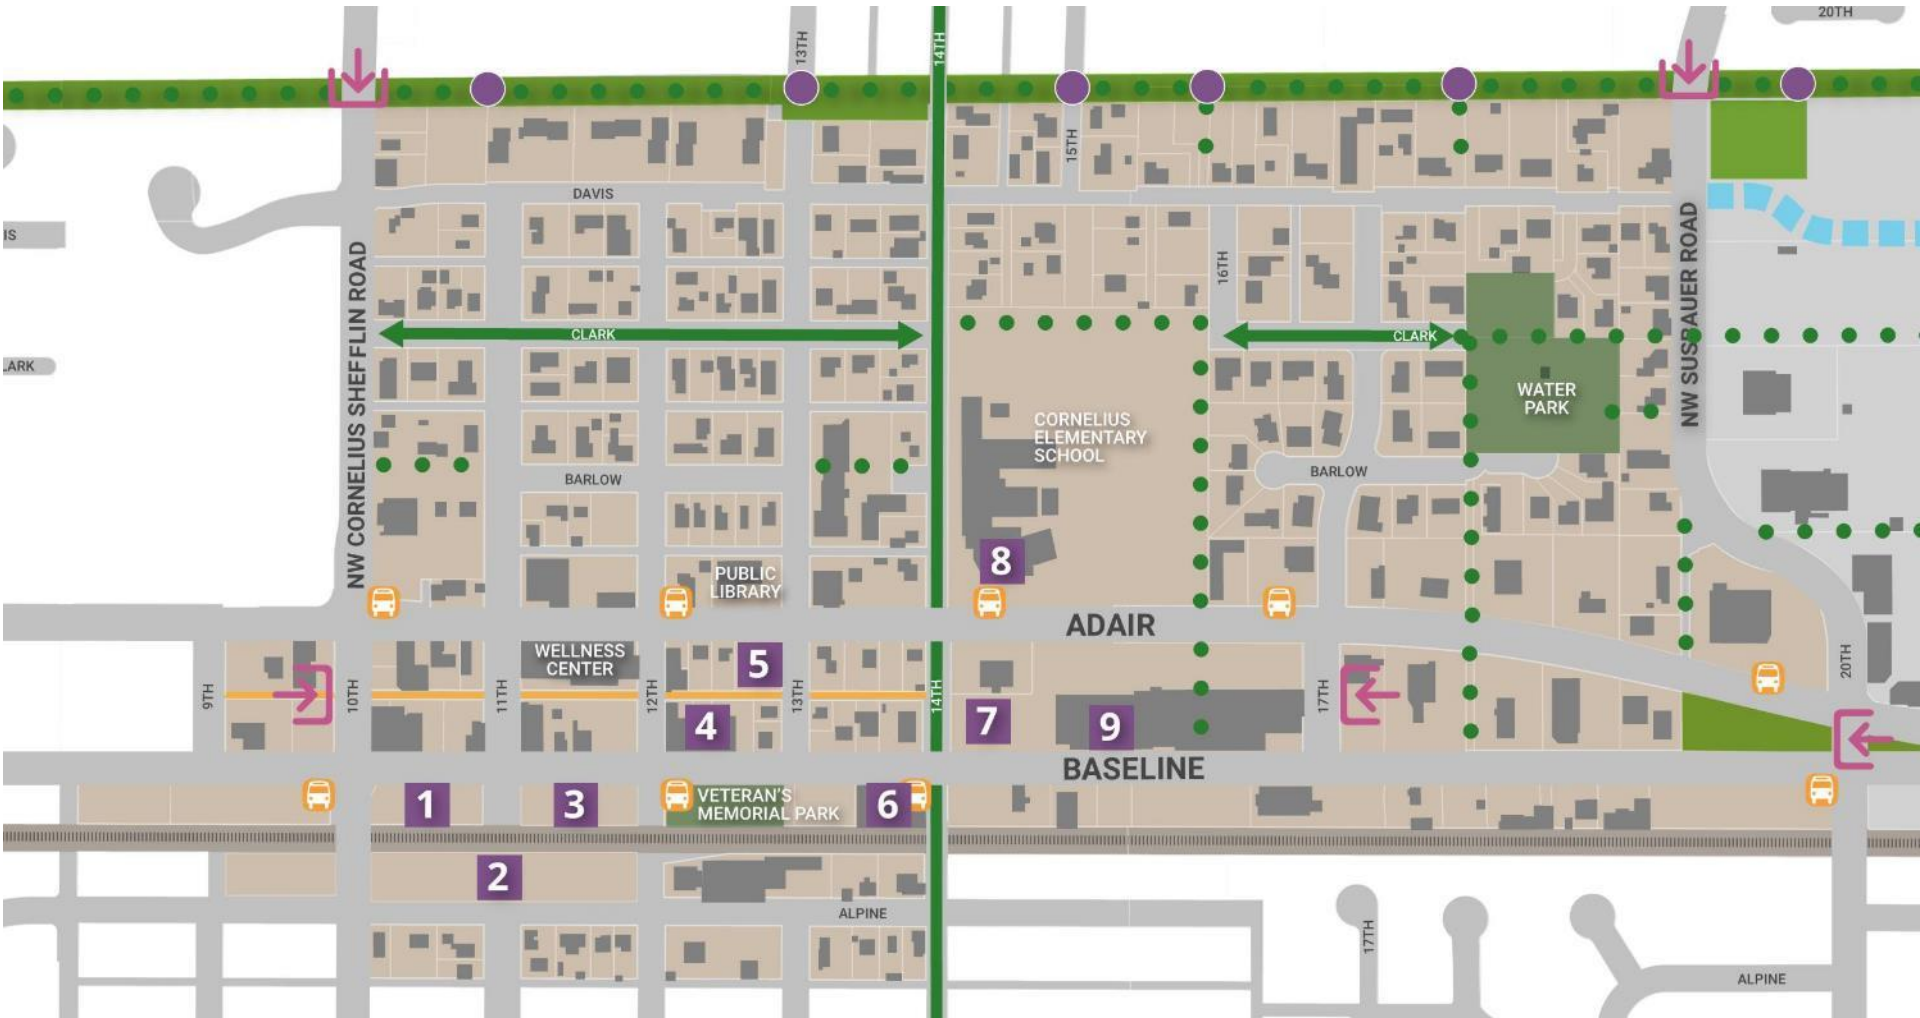 20TH
13TH
14TH
15TH
DAVIS
IS
16TH
NW CORNELIUS SHEFFLIN ROAD
NW SUSBAUER ROAD
CLARK
CLARK
LARK
WATER
PARK
CORNELIUS
ELEMENTARY
SCHOOL
BARLOW
BARLOW
8
PUBLIC
LIBRARY
ADAIR
WELLNESS
CENTER
5
9TH
10TH
11TH
12TH
13TH
14TH
17TH
20TH
4
7
9
BASELINE
1
3
VETERAN'S
MEMORIAL PARK
6
2
ALPINE
17TH
ALPINE